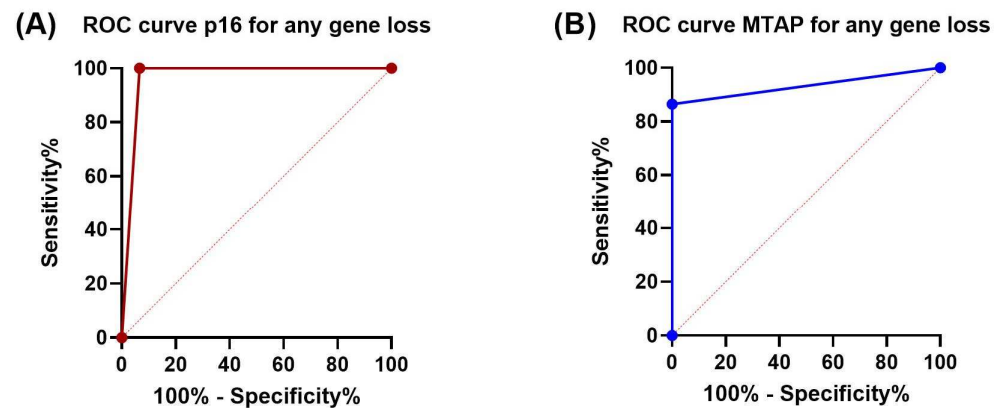 (A) ROC curve p16 for any gene loss
100
80
60
40
20
0
Sensitivity%
0 20 40 60 80 100
100% - Specificity%
(B) ROC curve MTAP for any gene loss
100
80
60
40
20
0
Sensitivity%
0 20 40 60 80 100
100% - Specificity%